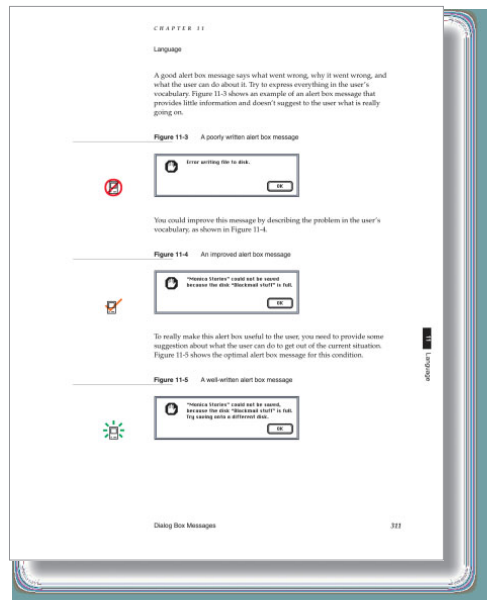 CHAPTER 11
Language
A good alert box message says what went wrong, why it went wrong, and
what the user can do about it. Try to express everything in the user's
vocabulary. Figure 11-3 shows an example of an alert box message that
provides little information and doesn't suggest to the user what is really
going on.
Figure 11-3 A poorly written alert box message
Error writing file to disk.
OK
You could improve this message by describing the problem in the user's
vocabulary, as shown in Figure 11-4.
Figure 11-4 An improved alert box message
"Monica Stories" could not be saved
because the disk "Blackmail stuff" is full.
OK
To really make this alert box useful to the user, you need to provide some
suggestion about what the user can do to get out of the current situation.
Figure 11-5 shows the optimal alert box message for this condition.
11
Language
Figure 11-5 A well-written alert box message
"Monica Stories" could not be saved,
because the disk "Blackmail stuff" is full.
Try saving onto a different disk.
OK
Dialog Box Messages 311